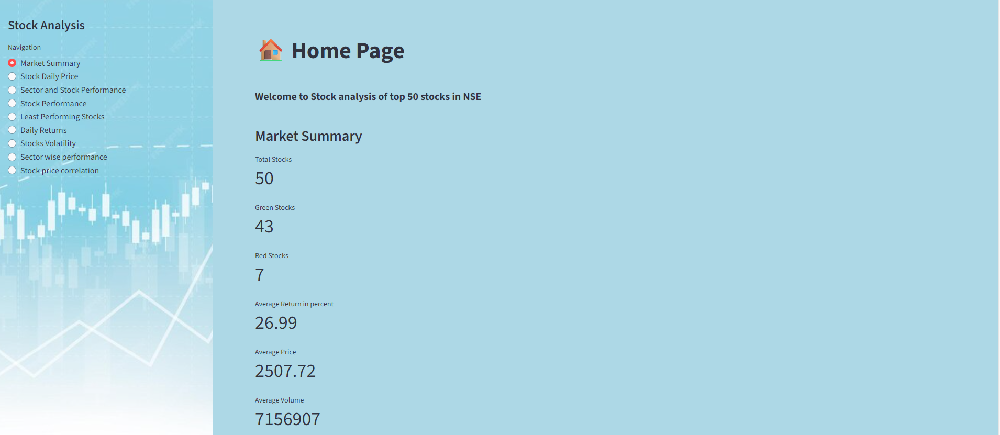 Stock Analysis
Navigation
Market Summary
Stock Daily Price
Sector and Stock Performance
Stock Performance
Least Performing Stocks
Daily Returns
Stocks Volatility
Sector wise performance
Stock price correlation
Home Page
Welcome to Stock analysis of top 50 stocks in NSE
Market Summary
Total Stocks
50
Green Stocks
43
Red Stocks
7
Average Return in percent
26.99
Average Price
2507.72
Average Volume
7156907